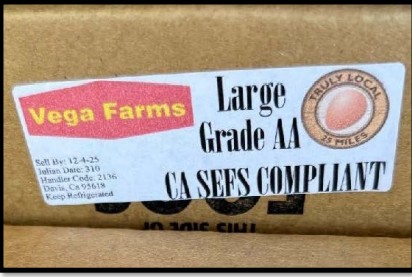 Vega Farms
Large
Grade AA
TRULY LOCAL
25 MILES
Sell By: 12-4-25
Julian Date: 310
Handler Code: 2136
Davis, Ca 95618
Keep Refrigerated
CA SEFS COMPLIANT
THIS SIDE UP